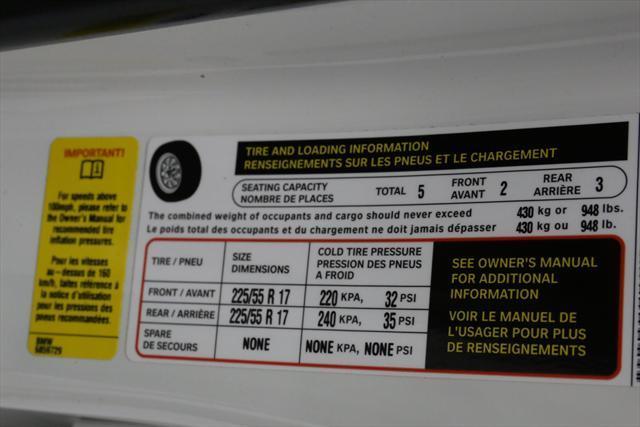 IMPORTANT!
For speeds above
100mph, please refer to
the Owner's Manual for
recommended tire
inflation pressures.
Pour les vitesses
au-dessus de 160
km/h, faites référence à
la notice d'utilisation
pour les pressions des
pneus recommandées.
BMW
6859729
TIRE AND LOADING INFORMATION
RENSEIGNEMENTS SUR LES PNEUS ET LE CHARGEMENT
SEATING CAPACITY
NOMBRE DE PLACES
TOTAL 5
FRONT
AVANT 2
REAR
ARRIÈRE 3
The combined weight of occupants and cargo should never exceed 430 kg or 948 lbs.
Le poids total des occupants et du chargement ne doit jamais dépasser 430 kg ou 948 lb.
TIRE / PNEU
SIZE
DIMENSIONS
COLD TIRE PRESSURE
PRESSION DES PNEUS
A FROID
FRONT / AVANT 225/55 R 17 220 KPA, 32 PSI
REAR / ARRIÈRE 225/55 R 17 240 KPA, 35 PSI
SPARE
DE SECOURS NONE NONE KPA, NONE PSI
SEE OWNER'S MANUAL
FOR ADDITIONAL
INFORMATION
VOIR LE MANUEL DE
L'USAGER POUR PLUS
DE RENSEIGNEMENTS